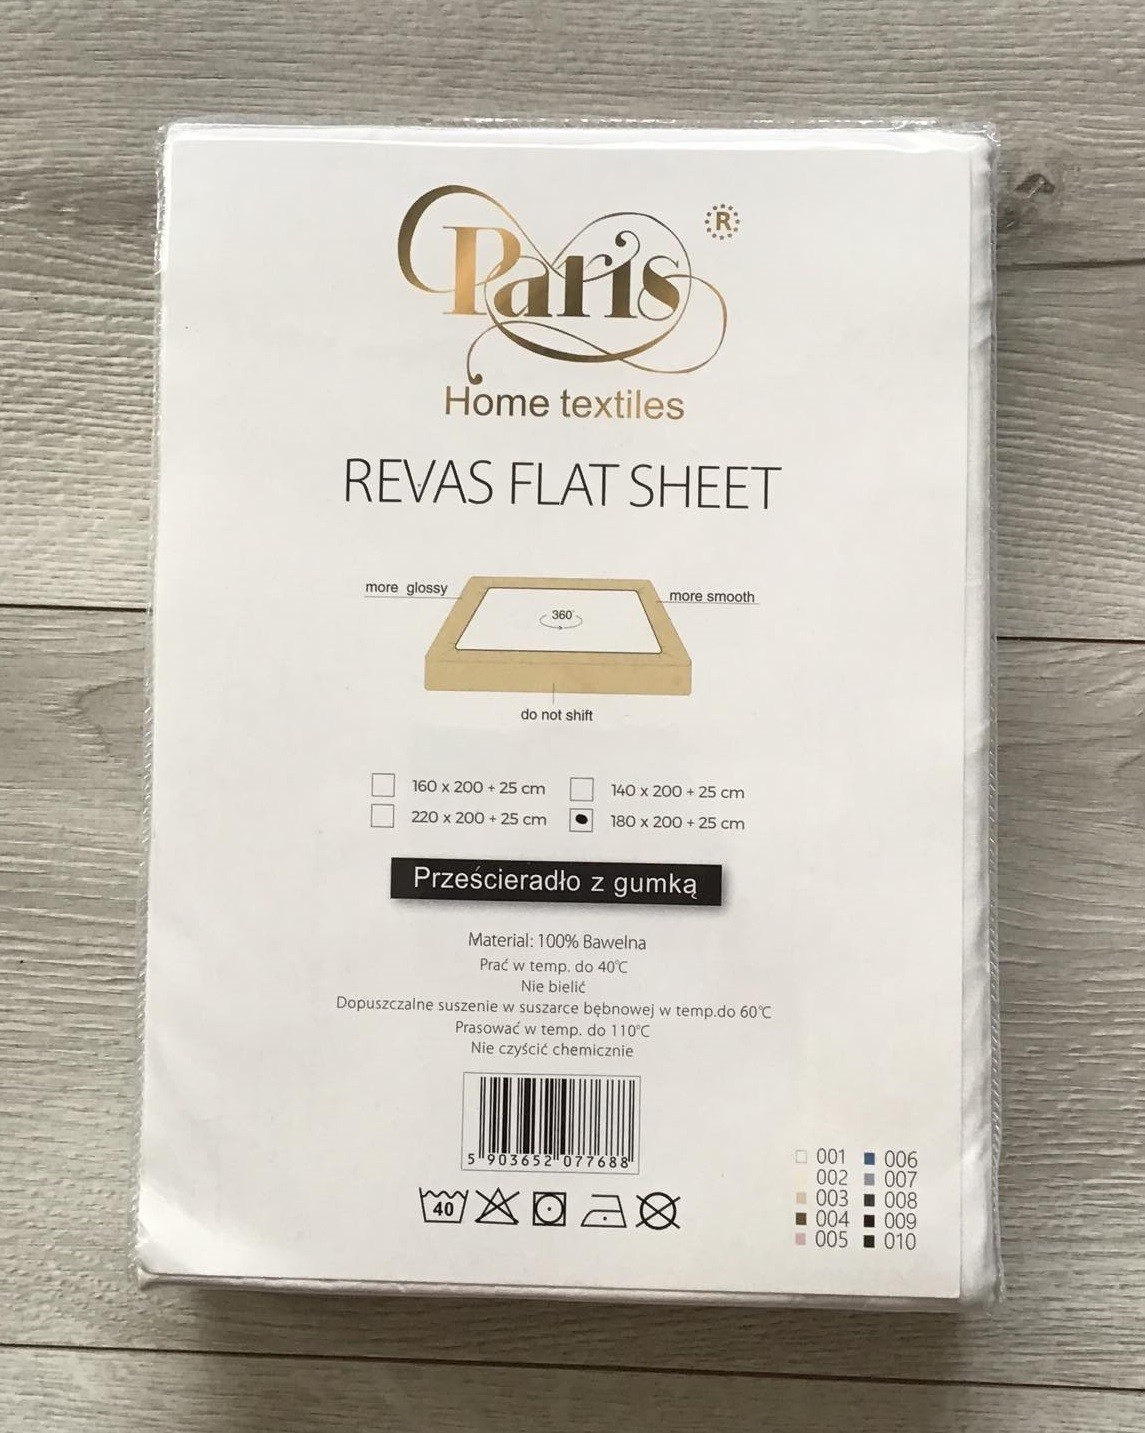 Paris ®
Home textiles
REVAS FLAT SHEET
more glossy
more smooth
360°
do not shift
160 x 200 + 25 cm
140 x 200 + 25 cm
220 x 200 + 25 cm
180 x 200 + 25 cm
Prześcieradło z gumką
Material: 100% Bawelna
Prać w temp. do 40°C
Nie bielić
Dopuszczalne suszenie w suszarce bębnowej w temp.do 60°C
Prasować w temp. do 110°C
Nie czyścić chemicznie
5 903652 077688
40
001 006
002 007
003 008
004 009
005 010